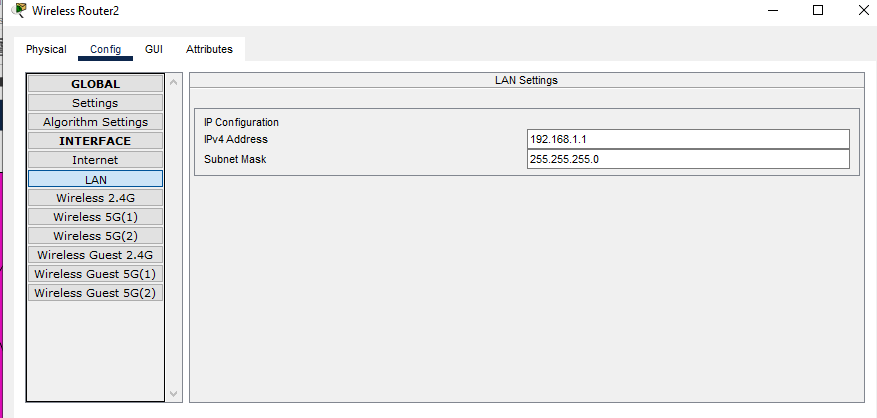 Wireless Router2
Physical Config GUI Attributes
GLOBAL
Settings
Algorithm Settings
INTERFACE
Internet
LAN
Wireless 2.4G
Wireless 5G(1)
Wireless 5G(2)
Wireless Guest 2.4G
Wireless Guest 5G(1)
Wireless Guest 5G(2)
LAN Settings
IP Configuration
IPv4 Address 192.168.1.1
Subnet Mask 255.255.255.0